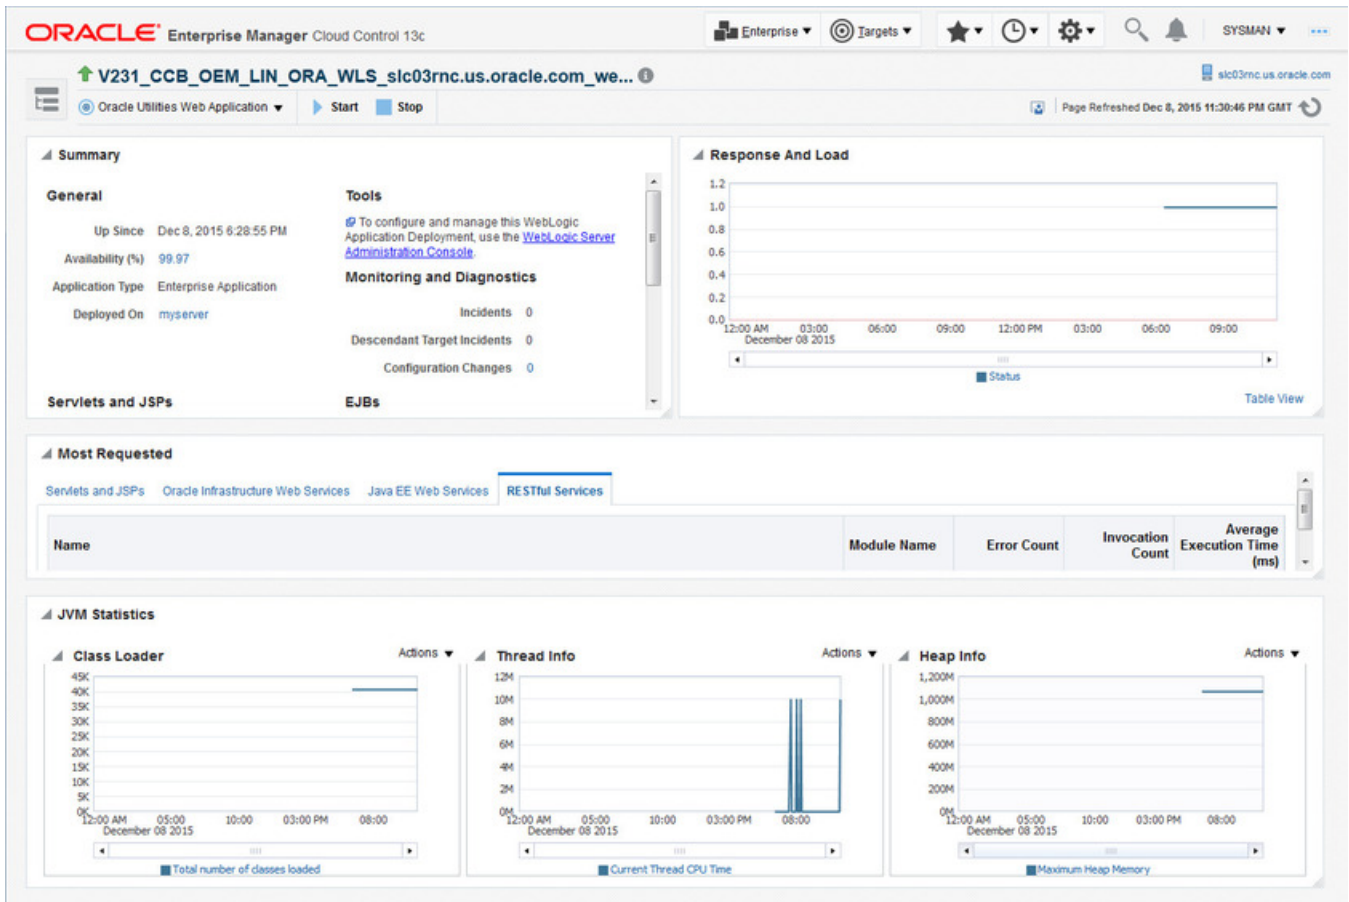 ORACLE Enterprise Manager Cloud Control 13c
Enterprise Targets SYSMAN
V231_CCB_OEM_LIN_ORA_WLS_slc03rnc.us.oracle.com_we...
slc03rnc.us.oracle.com
Oracle Utilities Web Application Start Stop
Page Refreshed Dec 8, 2015 11:30:46 PM GMT
Summary
General
Up Since Dec 8, 2015 6:28:55 PM
Availability (%) 99.97
Application Type Enterprise Application
Deployed On myserver
Servlets and JSPs
Tools
To configure and manage this WebLogic
Application Deployment, use the WebLogic Server
Administration Console.
Monitoring and Diagnostics
Incidents 0
Descendant Target Incidents 0
Configuration Changes 0
EJBs
Response And Load
1.2
1.0
0.8
0.6
0.4
0.2
0.0
12:00 AM 03:00 06:00 09:00 12:00 PM 03:00 06:00 09:00
December 08 2015
Status
Table View
Most Requested
Servlets and JSPs Oracle Infrastructure Web Services Java EE Web Services RESTful Services
Name Module Name Error Count Invocation Count Average Execution Time (ms)
JVM Statistics
Class Loader Actions
45K
40K
35K
30K
25K
20K
15K
10K
5K
0K
12:00 AM 05:00 10:00 03:00 PM 08:00
December 08 2015
Total number of classes loaded
Thread Info Actions
12M
10M
8M
6M
4M
2M
0M
12:00 AM 05:00 10:00 03:00 PM 08:00
December 08 2015
Current Thread CPU Time
Heap Info Actions
1,200M
1,000M
800M
600M
400M
200M
0M
12:00 AM 05:00 10:00 03:00 PM 08:00
December 08 2015
Maximum Heap Memory